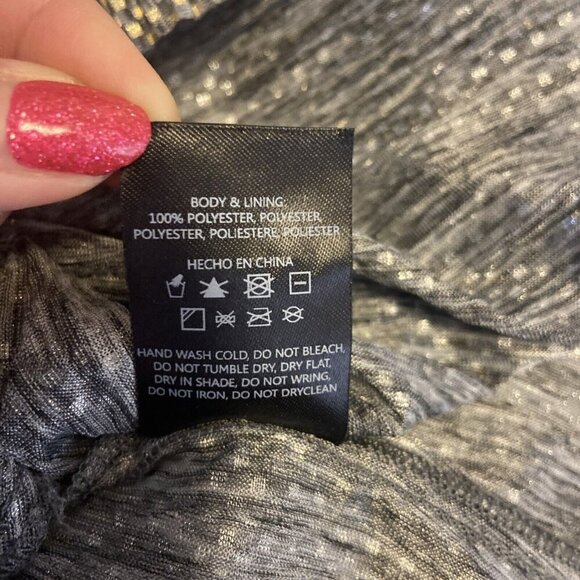 BODY & LINING:
100% POLYESTER, POLYESTER,
POLYESTER, POLIESTERE, POLIESTER
HECHO EN CHINA
HAND WASH COLD, DO NOT BLEACH,
DO NOT TUMBLE DRY, DRY FLAT,
DRY IN SHADE, DO NOT WRING,
DO NOT IRON, DO NOT DRYCLEAN